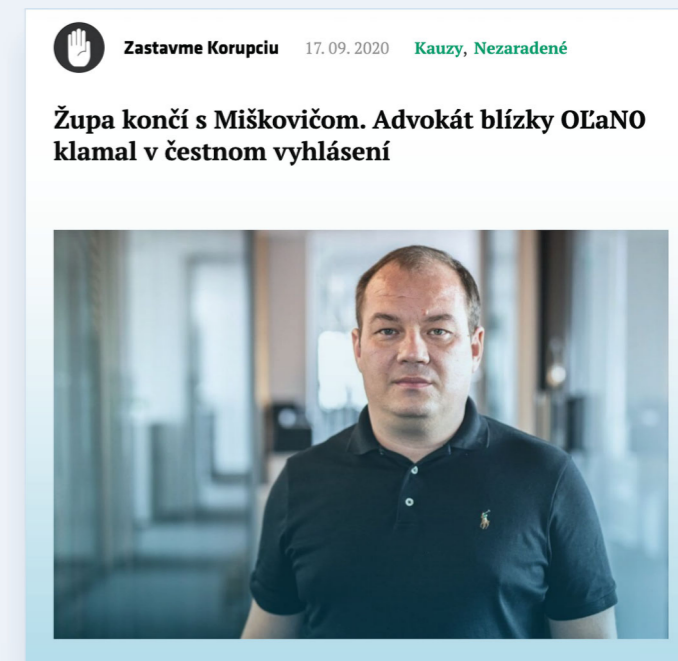 Zastavme Korupciu 17. 09. 2020 Kauzy, Nezaradené
Župa končí s Miškovičom. Advokát blízky OĽaNO
klamal v čestnom vyhlásení